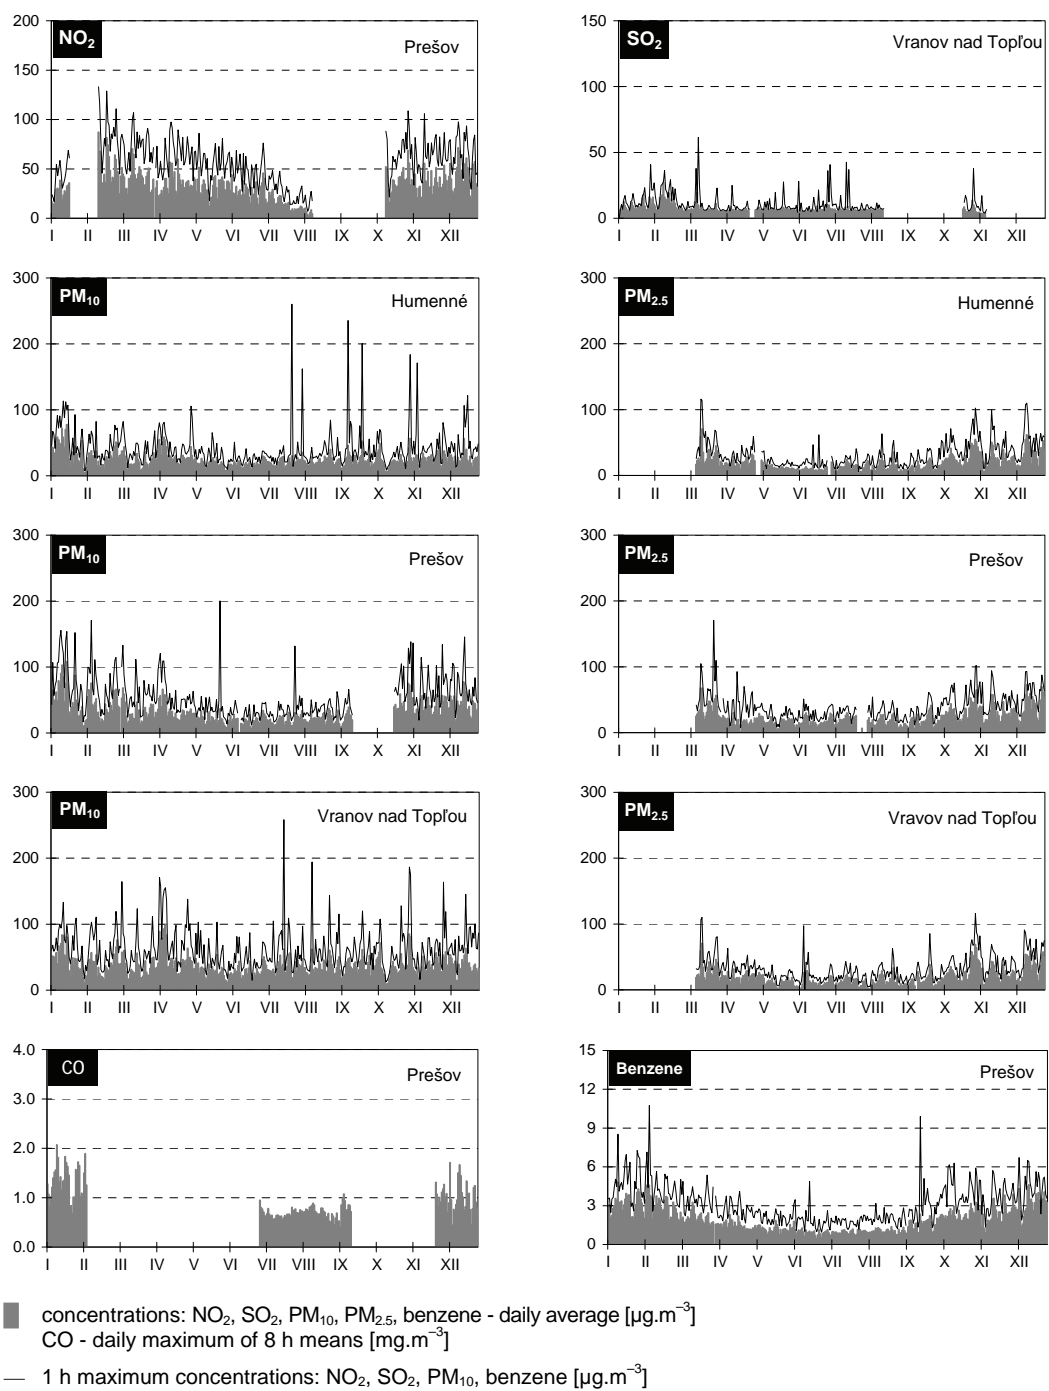 NO₂ Prešov
200
150
100
50
0
I II III IV V VI VII VIII IX X XI XII
SO₂ Vranov nad Topľou
150
100
50
0
I II III IV V VI VII VIII IX X XI XII
PM₁₀ Humenné
300
200
100
0
I II III IV V VI VII VIII IX X XI XII
PM₂.₅ Humenné
300
200
100
0
I II III IV V VI VII VIII IX X XI XII
PM₁₀ Prešov
300
200
100
0
I II III IV V VI VII VIII IX X XI XII
PM₂.₅ Prešov
300
200
100
0
I II III IV V VI VII VIII IX X XI XII
PM₁₀ Vranov nad Topľou
300
200
100
0
I II III IV V VI VII VIII IX X XI XII
PM₂.₅ Vravov nad Topľou
300
200
100
0
I II III IV V VI VII VIII IX X XI XII
CO Prešov
4.0
3.0
2.0
1.0
0.0
I II III IV V VI VII VIII IX X XI XII
Benzene Prešov
15
12
9
6
3
0
I II III IV V VI VII VIII IX X XI XII
concentrations: NO₂, SO₂, PM₁₀, PM₂.₅, benzene - daily average [µg.m⁻³]
CO - daily maximum of 8 h means [mg.m⁻³]
1 h maximum concentrations: NO₂, SO₂, PM₁₀, benzene [µg.m⁻³]